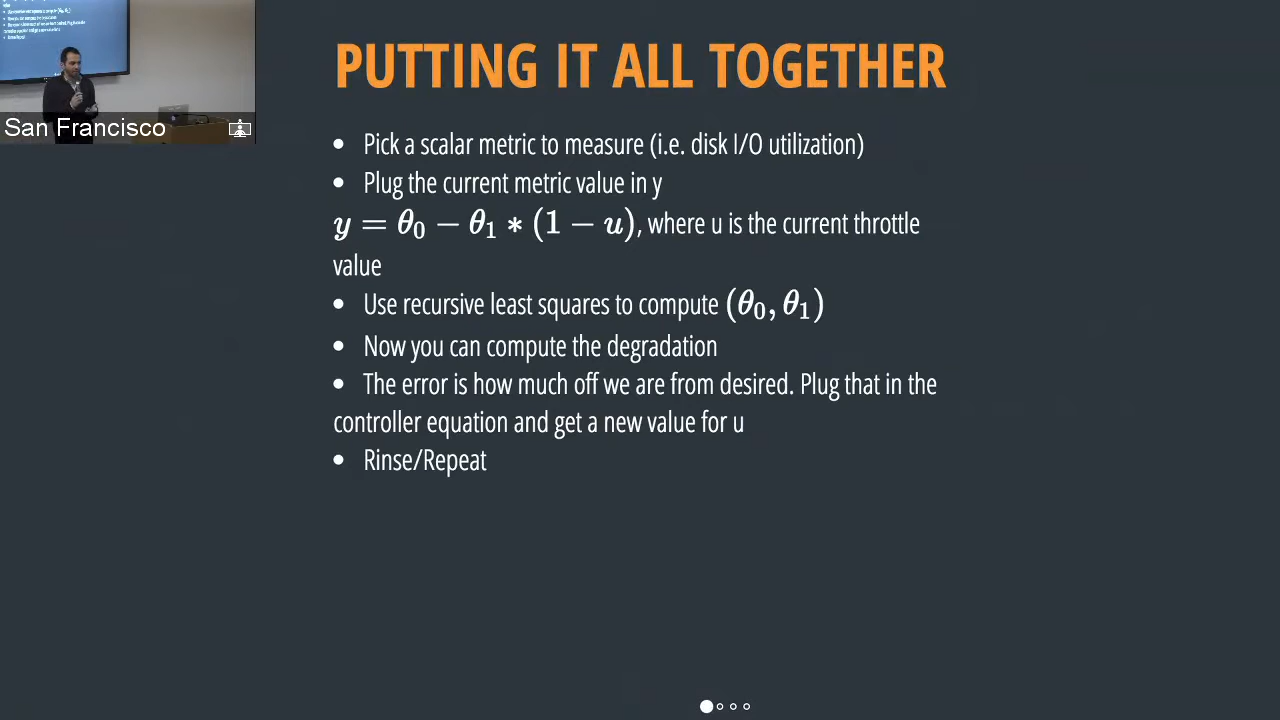 PUTTING IT ALL TOGETHER
San Francisco
• Pick a scalar metric to measure (i.e. disk I/O utilization)
• Plug the current metric value in y
y = θ₀ − θ₁ ∗ (1 − u), where u is the current throttle
value
• Use recursive least squares to compute (θ₀, θ₁)
• Now you can compute the degradation
• The error is how much off we are from desired. Plug that in the
controller equation and get a new value for u
• Rinse/Repeat